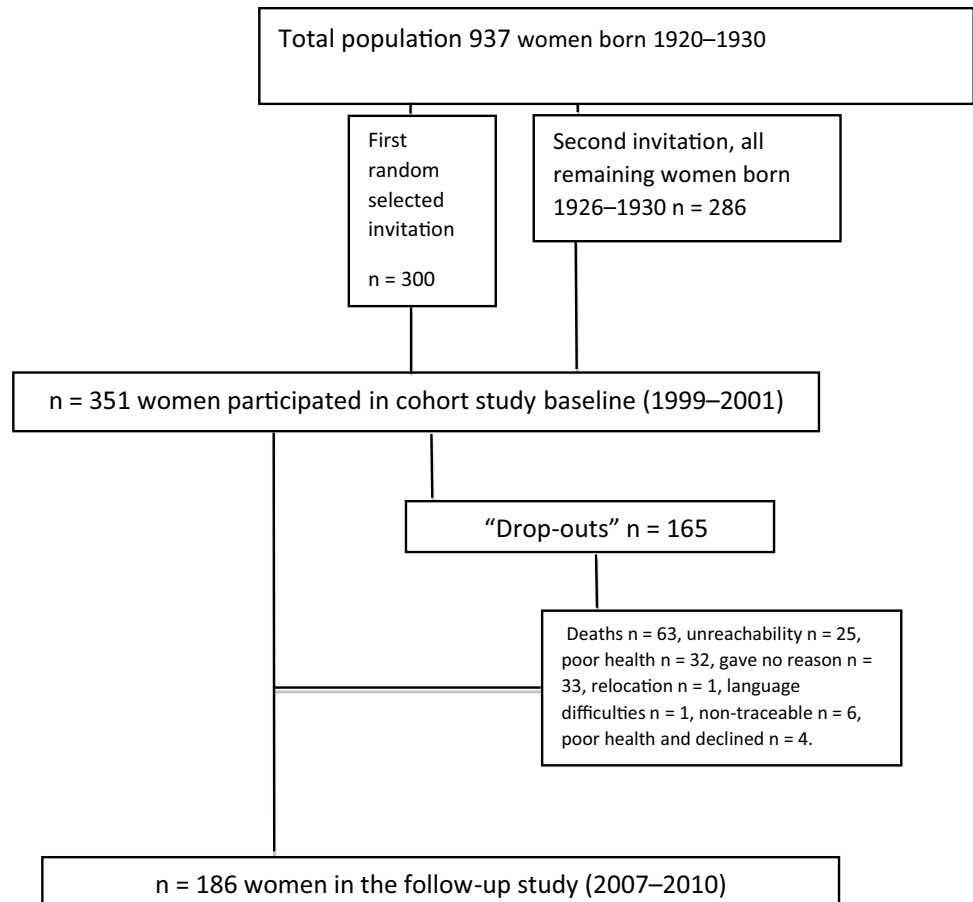 Total population 937 women born 1920–1930
First
random
selected
invitation
n = 300
Second invitation, all
remaining women born
1926–1930 n = 286
n = 351 women participated in cohort study baseline (1999–2001)
“Drop-outs” n = 165
Deaths n = 63, unreachability n = 25,
poor health n = 32, gave no reason n =
33, relocation n = 1, language
difficulties n = 1, non-traceable n = 6,
poor health and declined n = 4.
n = 186 women in the follow-up study (2007–2010)